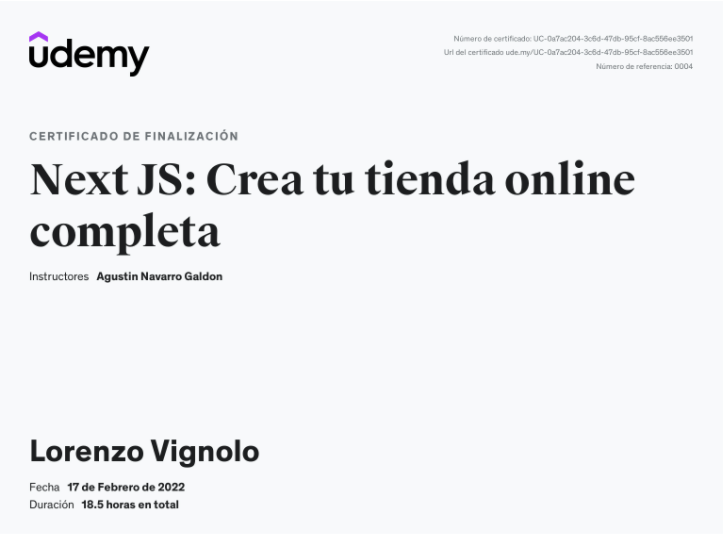 udemy
Número de certificado: UC-0a7ac204-3c6d-47db-95cf-8ac556ee3501
Url del certificado ude.my/UC-0a7ac204-3c6d-47db-95cf-8ac556ee3501
Número de referencia: 0004
CERTIFICADO DE FINALIZACIÓN
Next JS: Crea tu tienda online
completa
Instructores Agustin Navarro Galdon
Lorenzo Vignolo
Fecha 17 de Febrero de 2022
Duración 18.5 horas en total